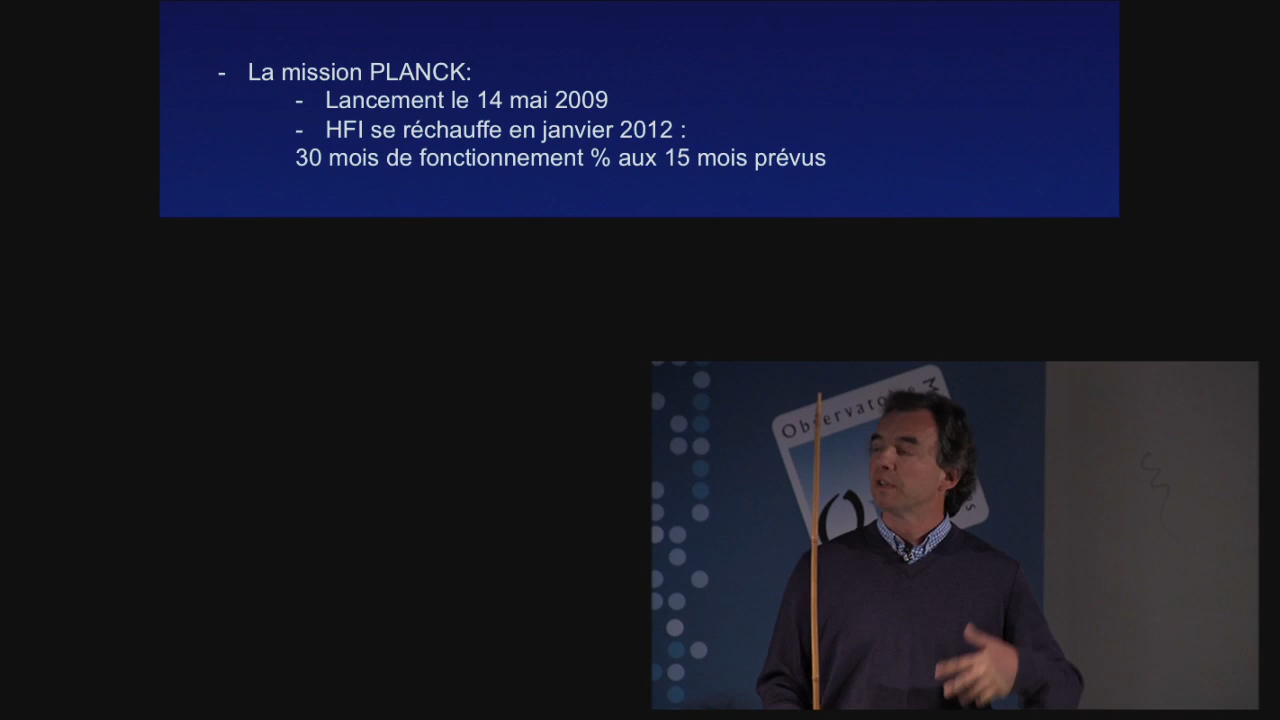 - La mission PLANCK:
- Lancement le 14 mai 2009
- HFI se réchauffe en janvier 2012 :
30 mois de fonctionnement % aux 15 mois prévus
Observatoire